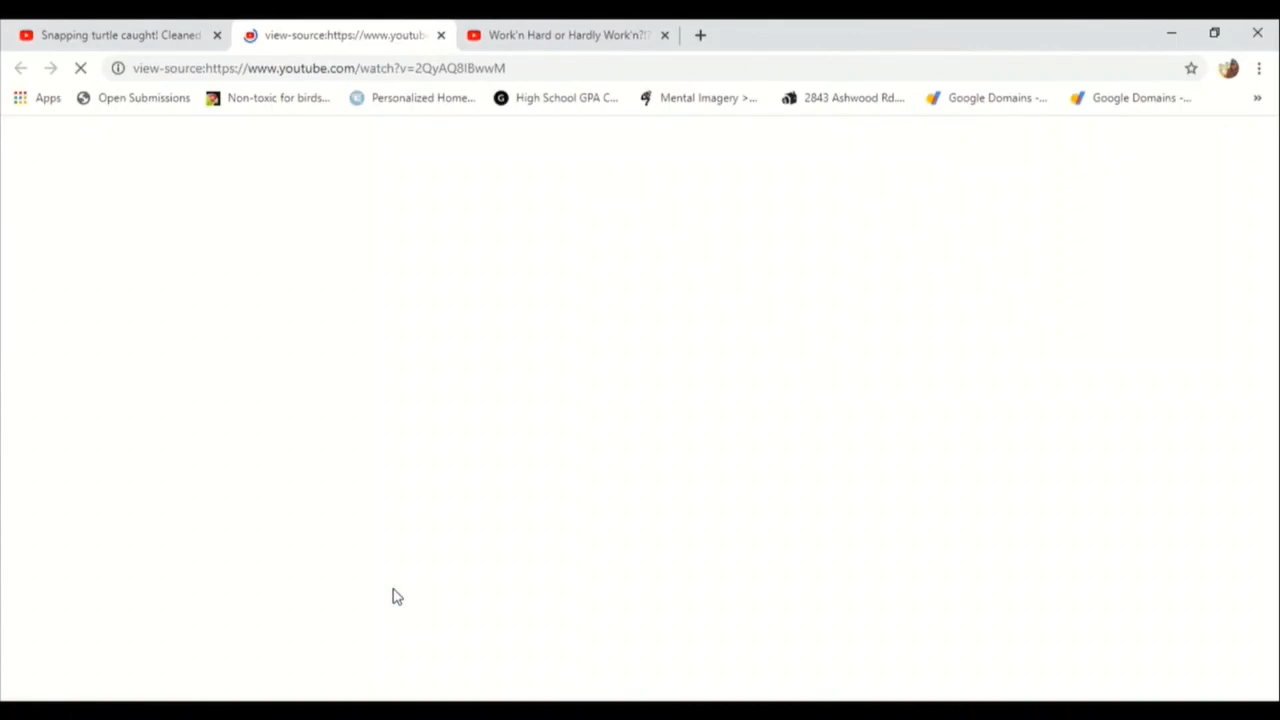 Snapping turtle caught! Cleaned
view-source:https://www.youtub
Work'n Hard or Hardly Work'n?!?
view-source:https://www.youtube.com/watch?v=2QyAQ8IBwwM
Apps
Open Submissions
Non-toxic for birds...
Personalized Home...
High School GPA C...
Mental Imagery >...
2843 Ashwood Rd....
Google Domains -...
Google Domains -...